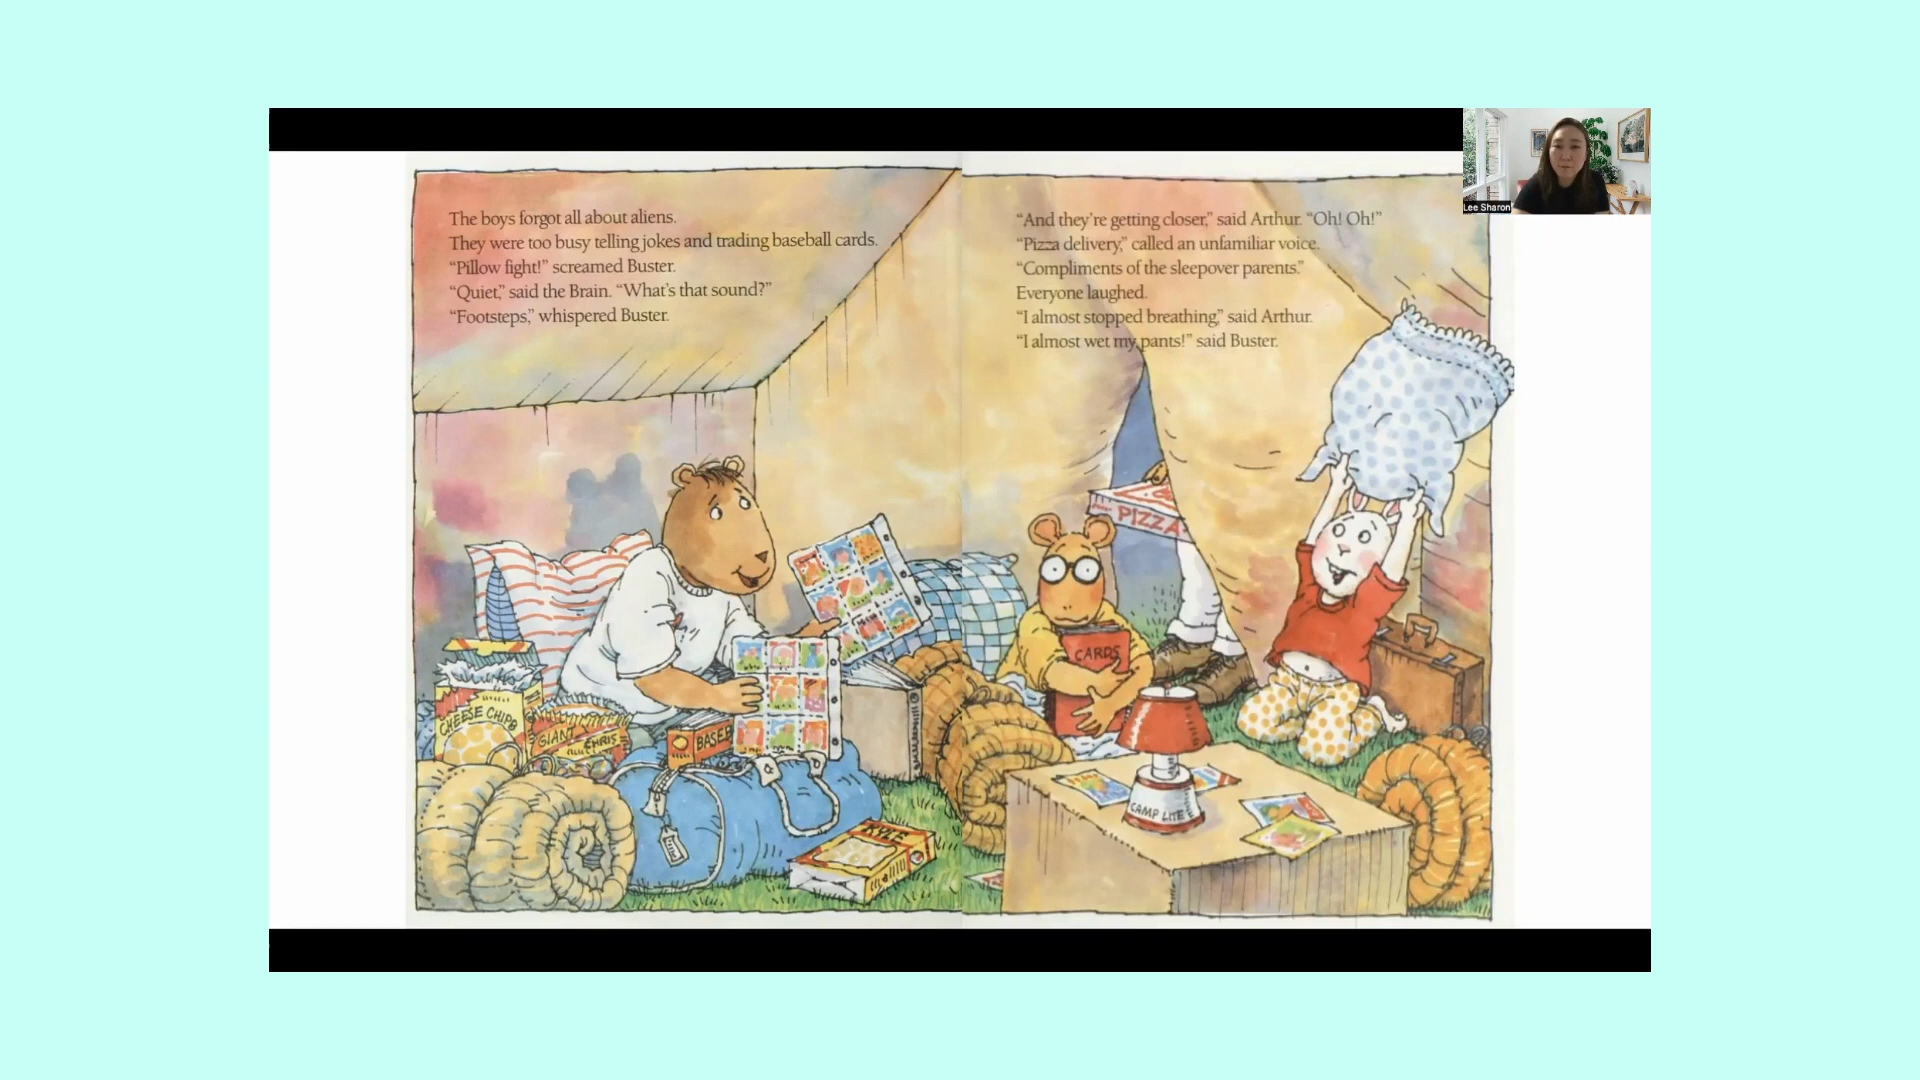 The boys forgot all about aliens.
They were too busy telling jokes and trading baseball cards.
“Pillow fight!” screamed Buster.
“Quiet,” said the Brain. “What’s that sound?”
“Footsteps,” whispered Buster.
“And they’re getting closer,” said Arthur. “Oh! Oh!”
“Pizza delivery,” called an unfamiliar voice.
“Compliments of the sleepover parents.”
Everyone laughed.
“I almost stopped breathing,” said Arthur.
“I almost wet my pants!” said Buster.
Lee Sharon
PIZZA
CARDS
CHEESE CHIPS
GIANT
CHRIS
BASEB
CAMP LITE
KYLE